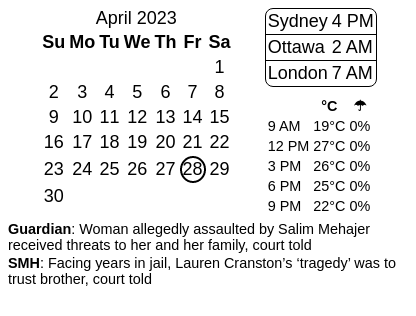 April 2023
Su Mo Tu We Th Fr Sa
1
2 3 4 5 6 7 8
9 10 11 12 13 14 15
16 17 18 19 20 21 22
23 24 25 26 27 28 29
30
Sydney 4 PM
Ottawa 2 AM
London 7 AM
°C ☂
9 AM 19°C 0%
12 PM 27°C 0%
3 PM 26°C 0%
6 PM 25°C 0%
9 PM 22°C 0%
Guardian: Woman allegedly assaulted by Salim Mehajer
received threats to her and her family, court told
SMH: Facing years in jail, Lauren Cranston’s ‘tragedy’ was to
trust brother, court told